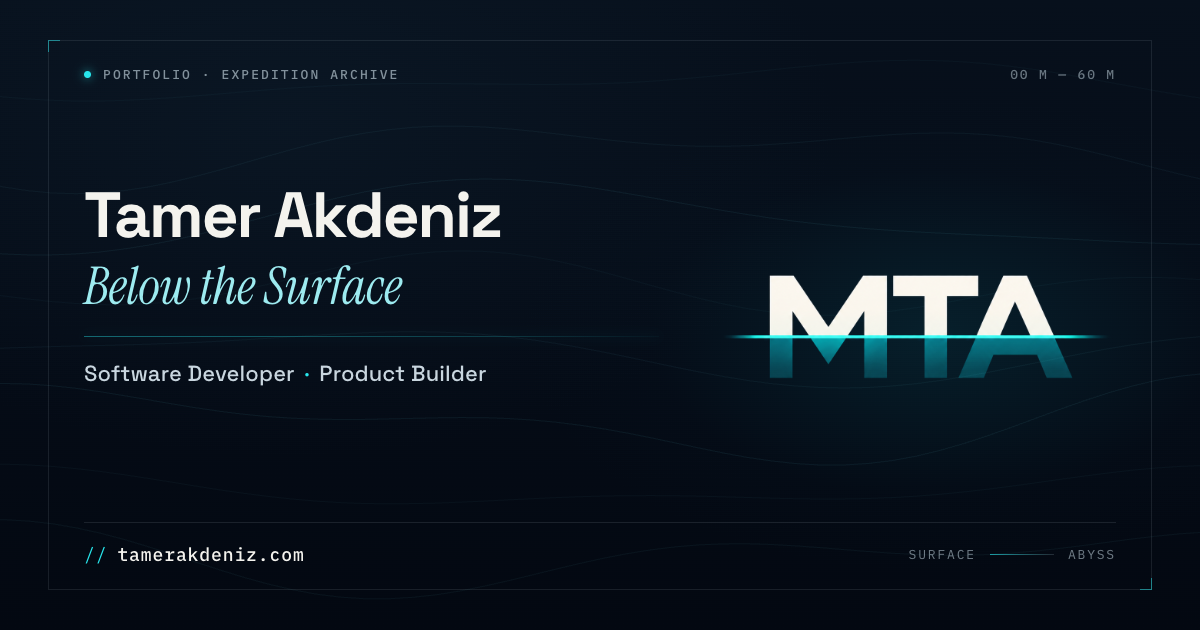 PORTFOLIO · EXPEDITION ARCHIVE
00 M — 60 M
Tamer Akdeniz
Below the Surface
Software Developer · Product Builder
MTA
// tamerakdeniz.com
SURFACE
ABYSS